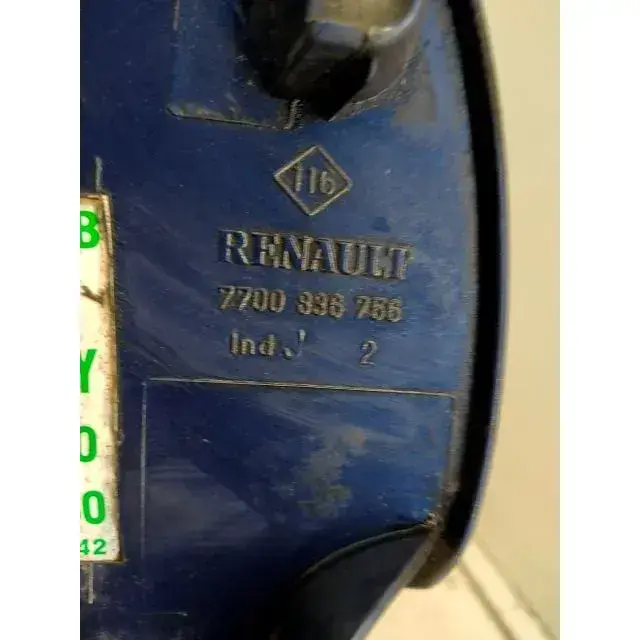 116
RENAULT
7700 836 756
Ind J 2
B
Y
0
0
42